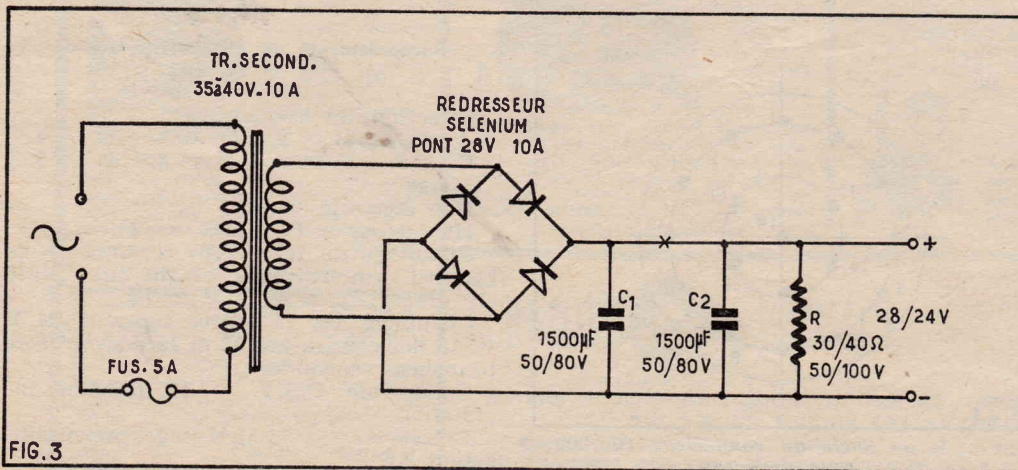 TR.SECOND.
35à40V-10A
REDRESSEUR
SELENIUM
PONT 28V 10A
+
C1
C2
R
28/24V
1500µF
50/80V
1500µF
50/80V
30/40Ω
50/100V
FUS.5A
-
FIG.3